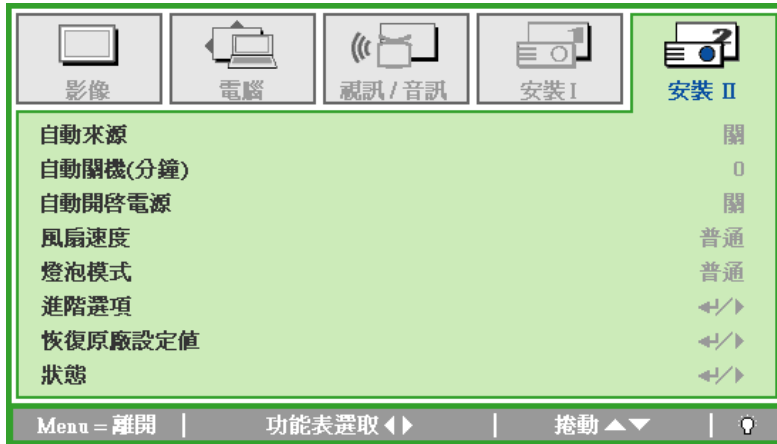 影像 電腦 視訊 / 音訊 安裝 I 安裝 II
自動來源 關
自動關機(分鐘) 0
自動開啓電源 關
風扇速度 普通
燈泡模式 普通
進階選項
恢復原廠設定值
狀態
Menu = 離開 功能表選取 捲動